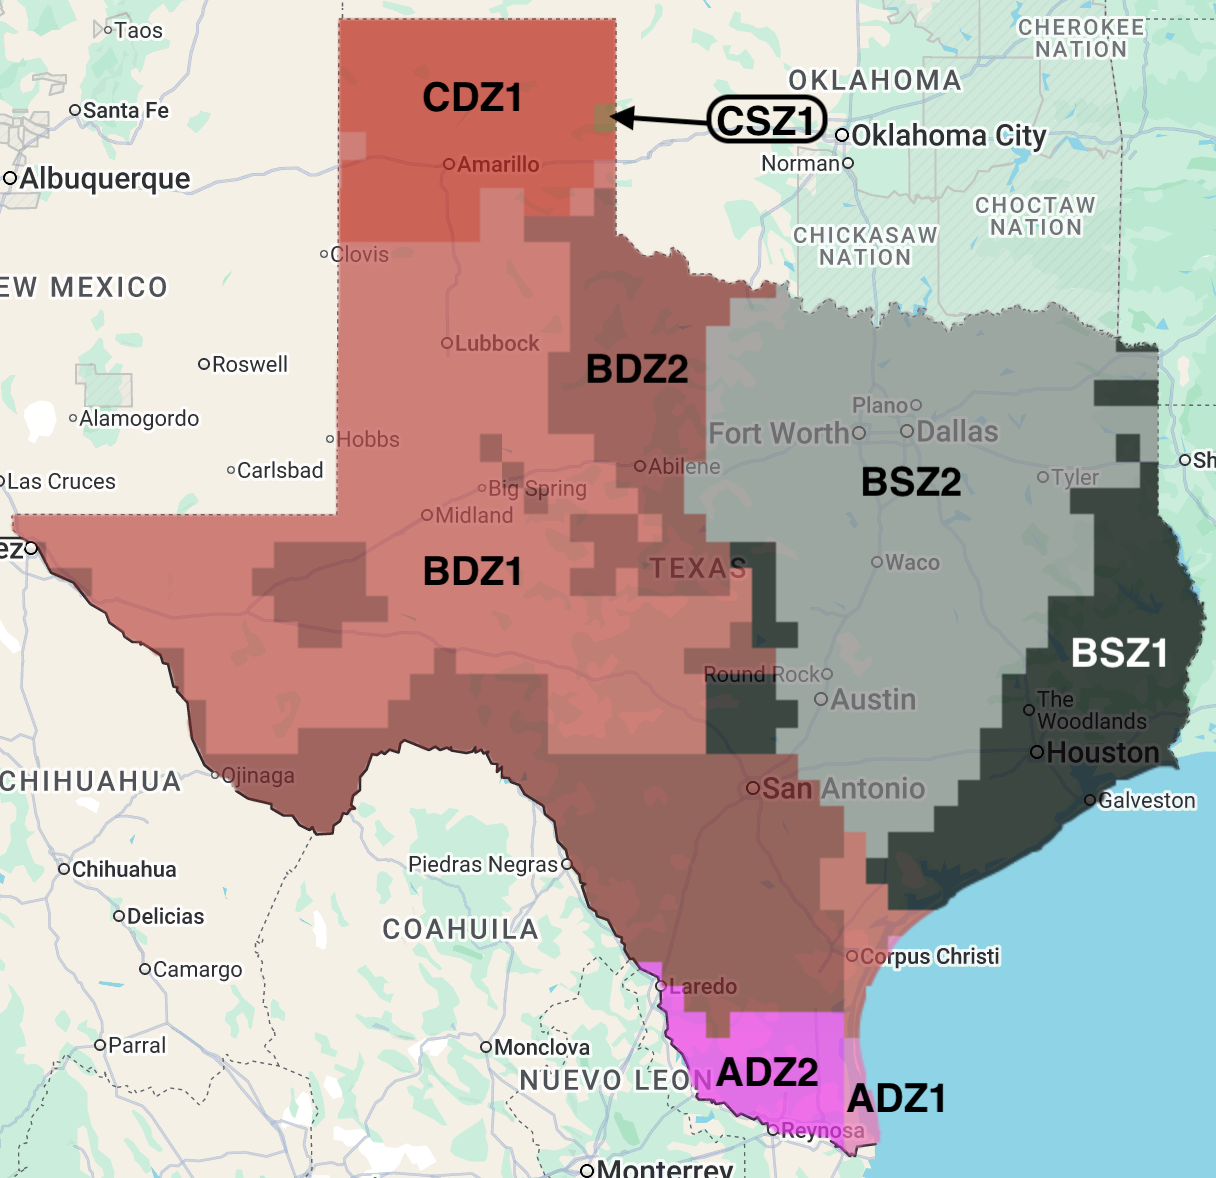 Taos
CHEROKEE
NATION
OKLAHOMA
CDZ1
Santa Fe
CSZ1
Oklahoma City
Amarillo
Norman
Albuquerque
CHOCTAW
NATION
CHICKASAW
NATION
Clovis
EW MEXICO
Lubbock
Roswell
BDZ2
Plano
Alamogordo
Hobbs
Fort Worth
Dallas
Carlsbad
Abilene
Sh
Las Cruces
Big Spring
BSZ2
Tyler
Midland
ez
BDZ1
TEXAS
Waco
BSZ1
Round Rock
Austin
The
Woodlands
Houston
CHIHUAHUA
Ojinaga
San Antonio
Galveston
Piedras Negras
Chihuahua
Delicias
COAHUILA
Corpus Christi
Camargo
Laredo
Parral
Monclova
NUEVO LEON
ADZ2
ADZ1
Reynosa
Monterrey